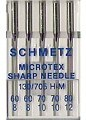 SCHMETZ
MICROTEX
SHARP NEEDLE
130/705 H-M
60 60 70 70 80
8 8 10 10 12